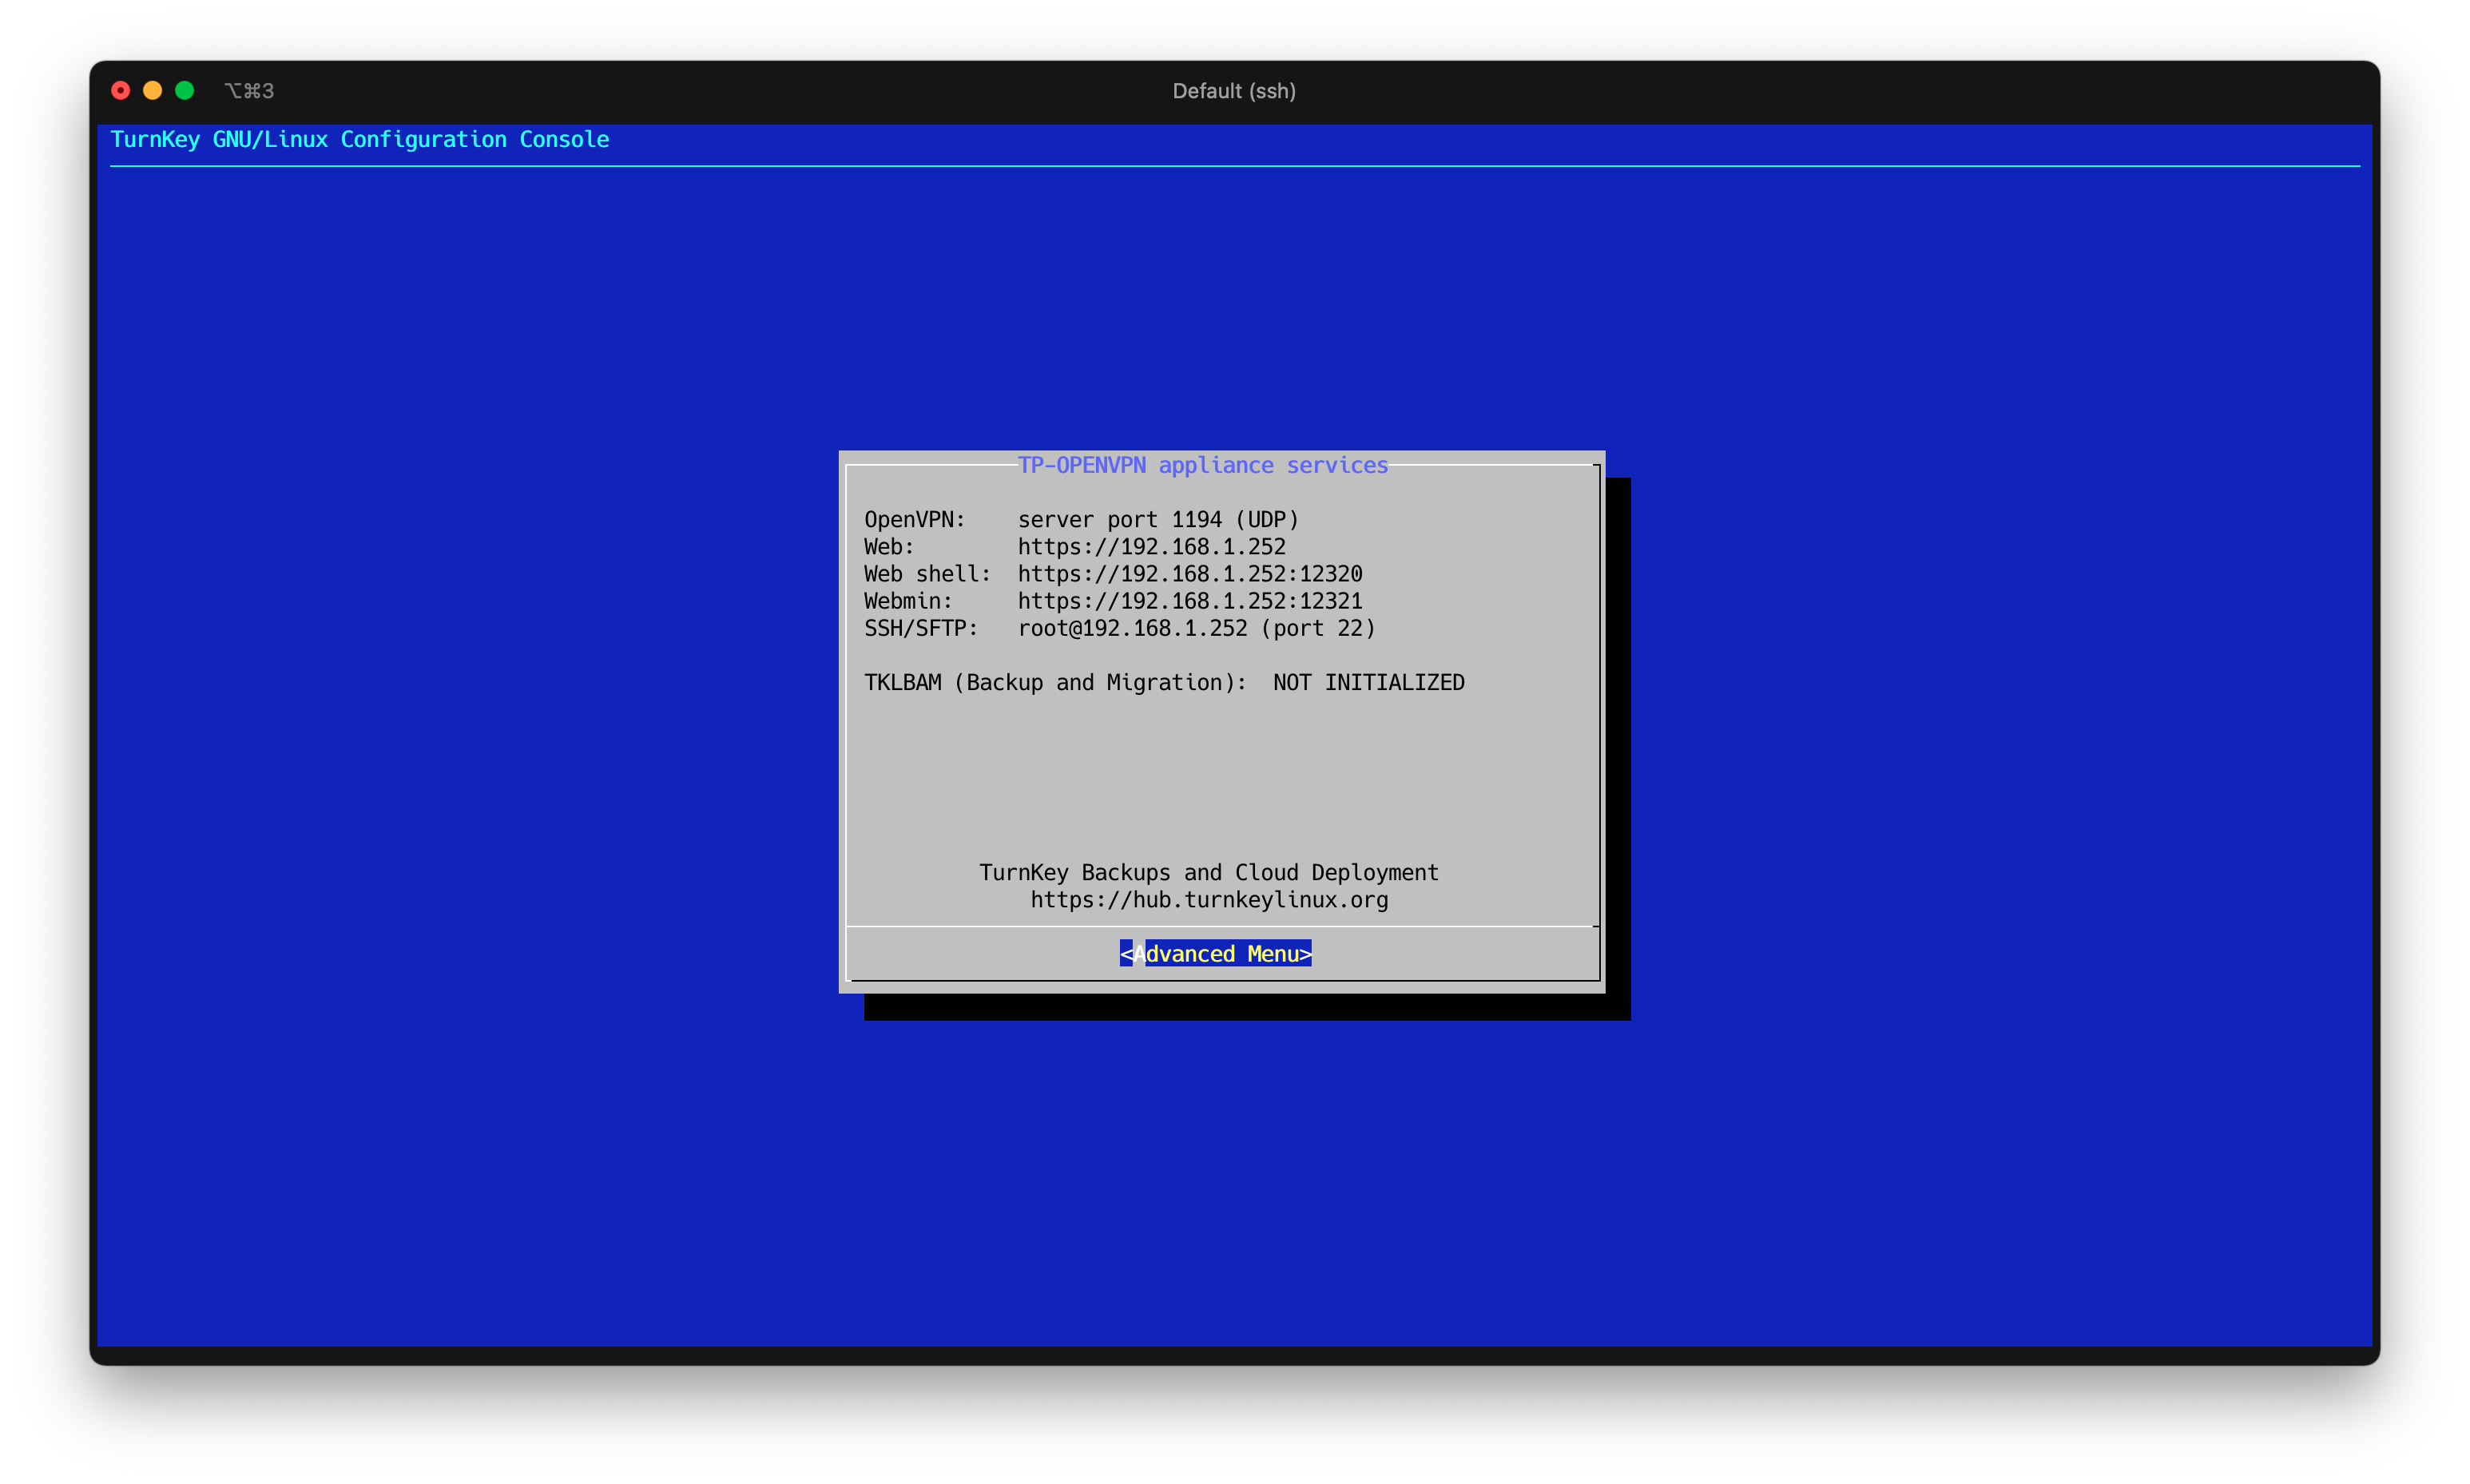 ⌥⌘3 Default (ssh)
TurnKey GNU/Linux Configuration Console
TP-OPENVPN appliance services
OpenVPN: server port 1194 (UDP)
Web: https://192.168.1.252
Web shell: https://192.168.1.252:12320
Webmin: https://192.168.1.252:12321
SSH/SFTP: root@192.168.1.252 (port 22)
TKLBAM (Backup and Migration): NOT INITIALIZED
TurnKey Backups and Cloud Deployment
https://hub.turnkeylinux.org
<Advanced Menu>